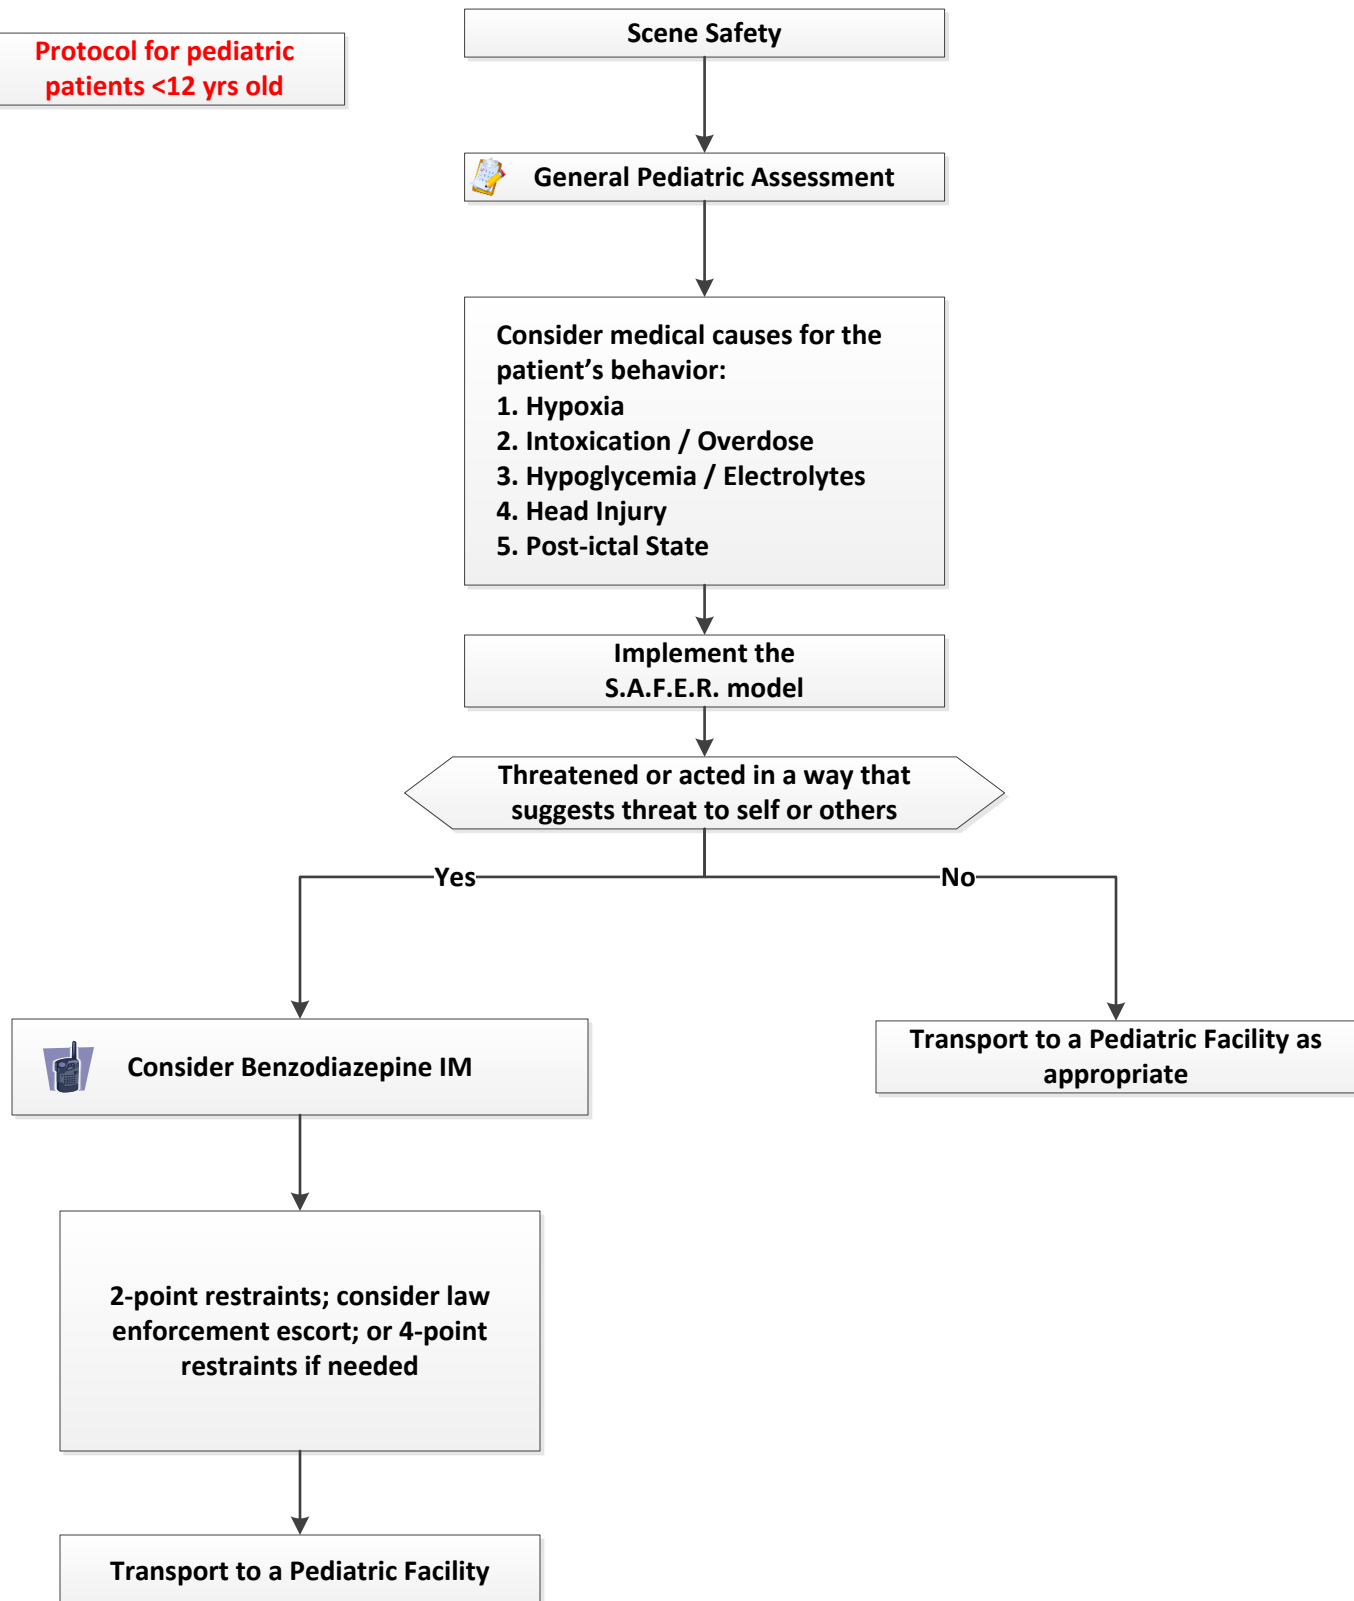 Protocol for pediatric
patients <12 yrs old
Scene Safety
General Pediatric Assessment
Consider medical causes for the
patient’s behavior:
1. Hypoxia
2. Intoxication / Overdose
3. Hypoglycemia / Electrolytes
4. Head Injury
5. Post-ictal State
Implement the
S.A.F.E.R. model
Threatened or acted in a way that
suggests threat to self or others
Yes
No
Consider Benzodiazepine IM
Transport to a Pediatric Facility as
appropriate
2-point restraints; consider law
enforcement escort; or 4-point
restraints if needed
Transport to a Pediatric Facility